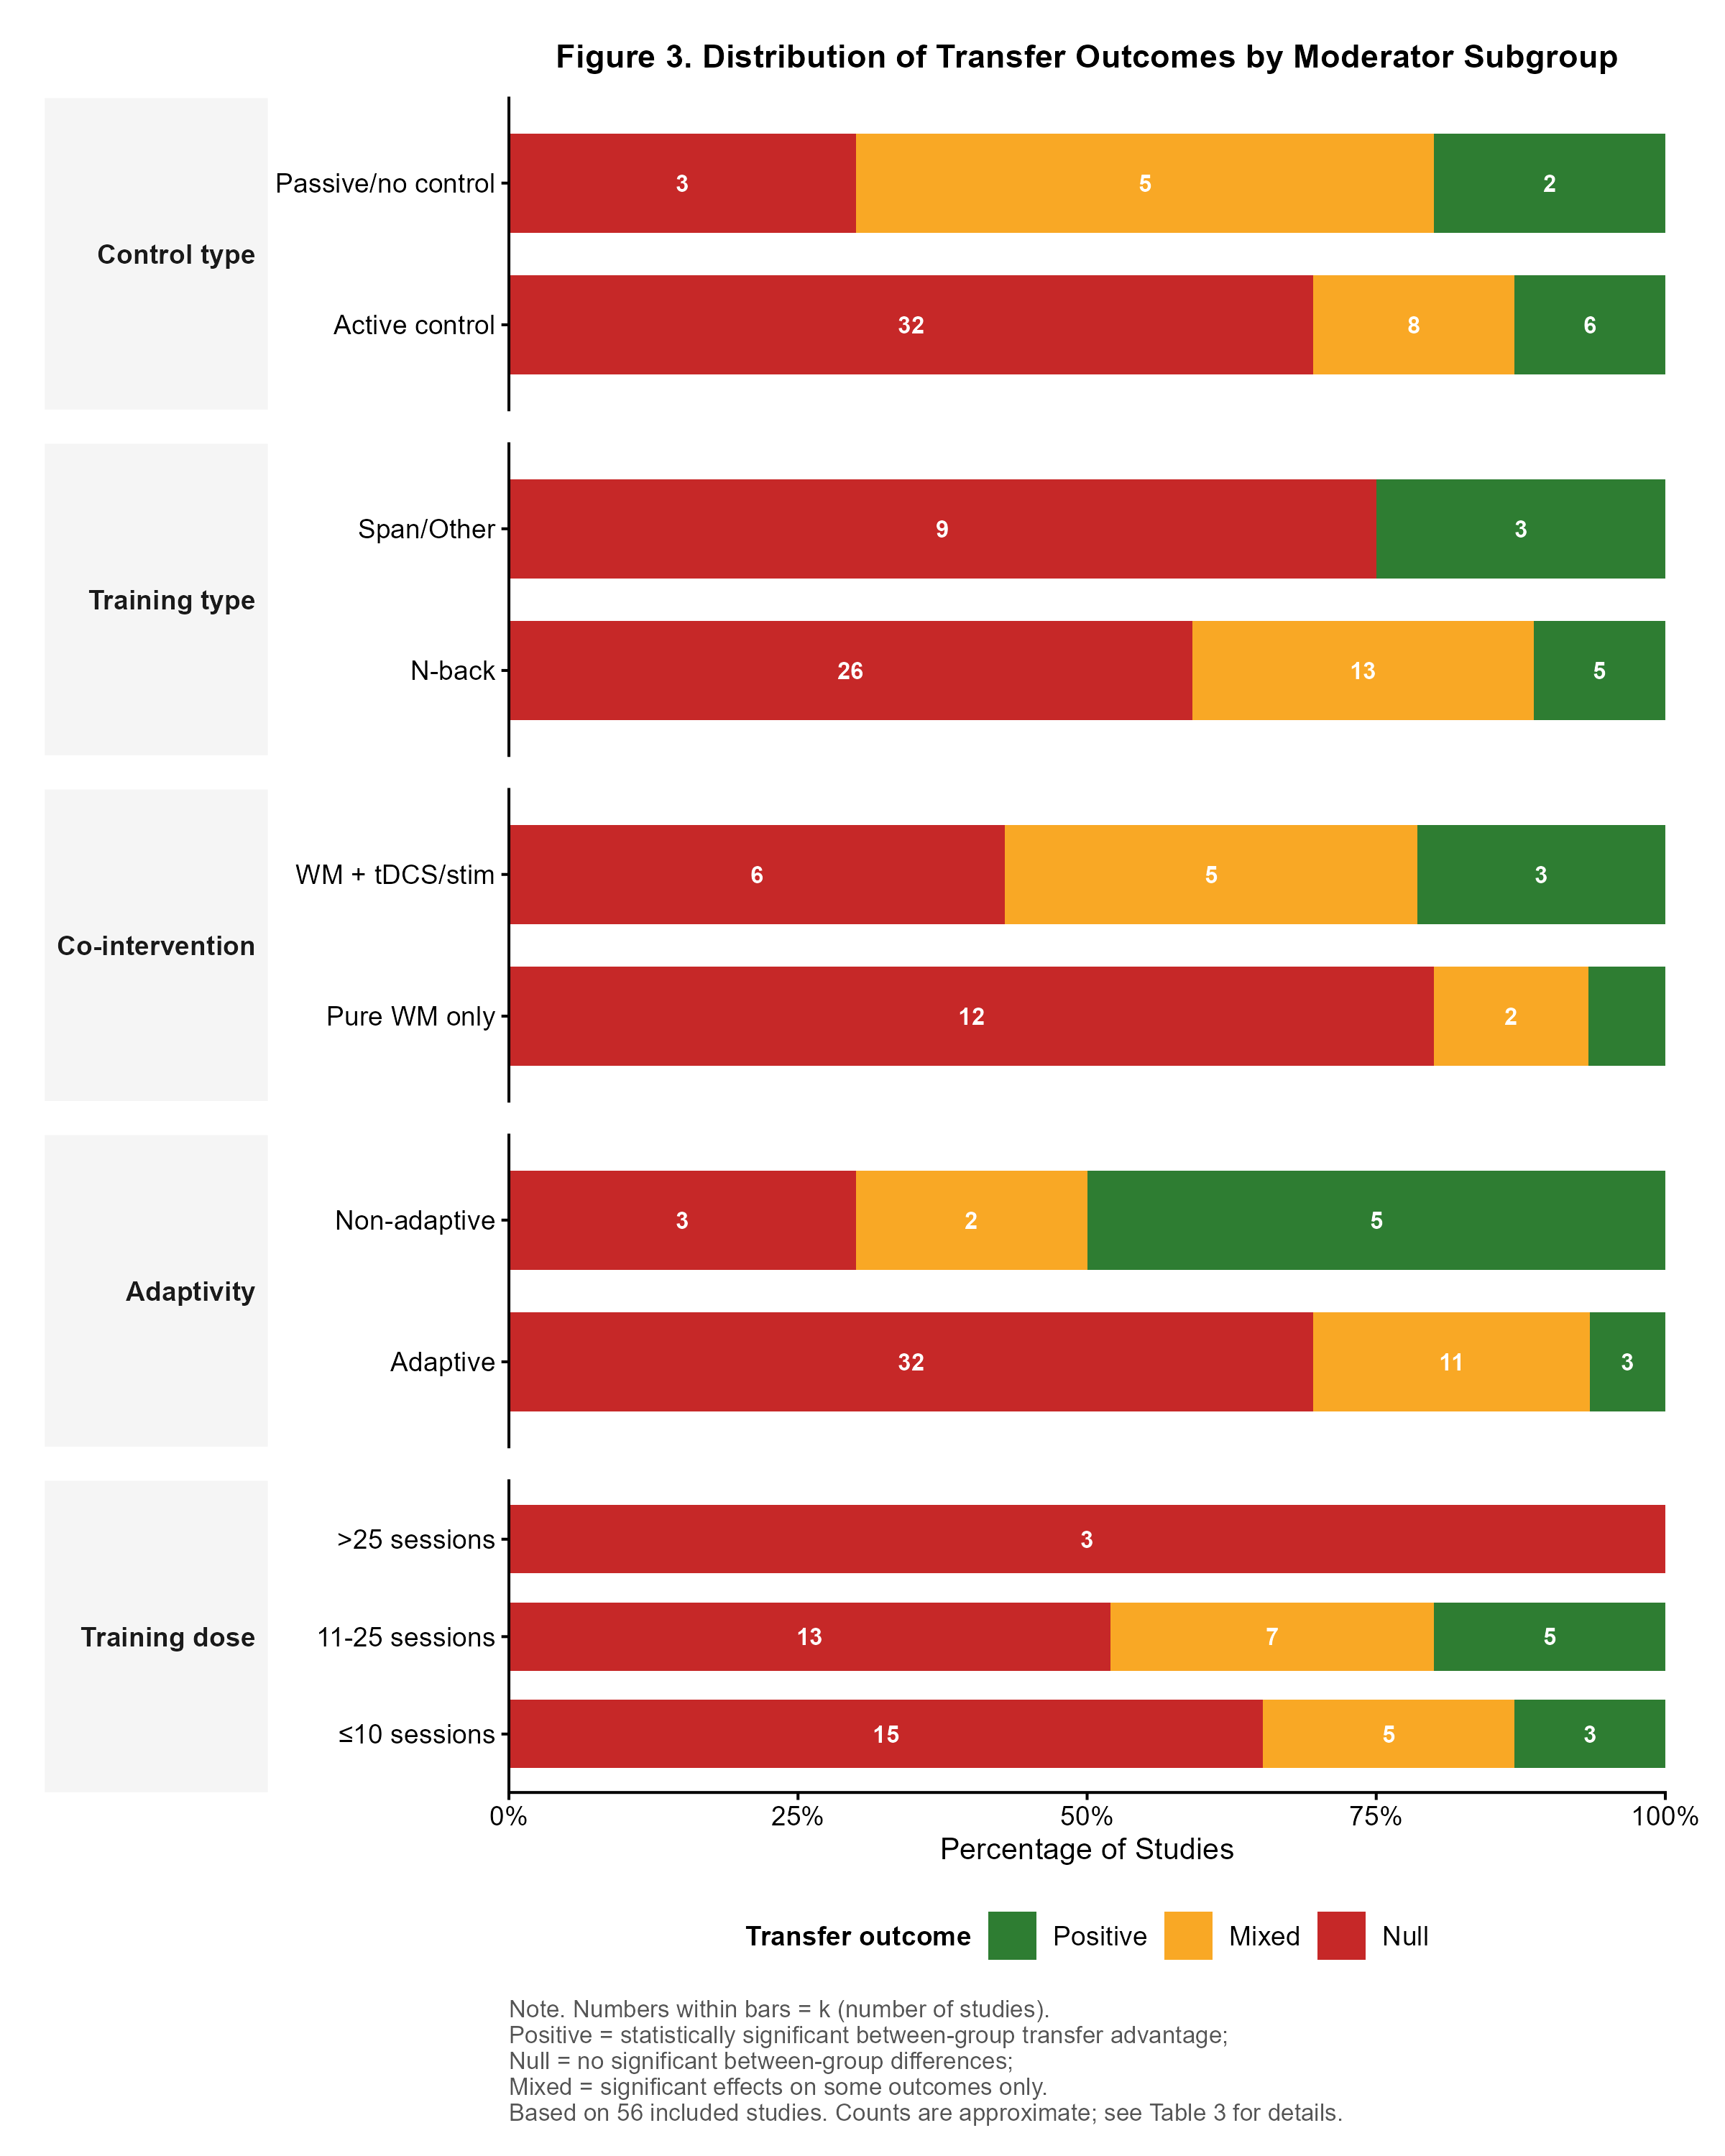 Figure 3. Distribution of Transfer Outcomes by Moderator Subgroup
Control type
Passive/no control
3
5
2
Active control
32
8
6
Training type
Span/Other
9
3
N-back
26
13
5
Co-intervention
WM + tDCS/stim
6
5
3
Pure WM only
12
2
Adaptivity
Non-adaptive
3
2
5
Adaptive
32
11
3
Training dose
>25 sessions
3
11-25 sessions
13
7
5
≤10 sessions
15
5
3
0%
25%
50%
75%
100%
Percentage of Studies
Transfer outcome
Positive
Mixed
Null
Note. Numbers within bars = k (number of studies).
Positive = statistically significant between-group transfer advantage;
Null = no significant between-group differences;
Mixed = significant effects on some outcomes only.
Based on 56 included studies. Counts are approximate; see Table 3 for details.